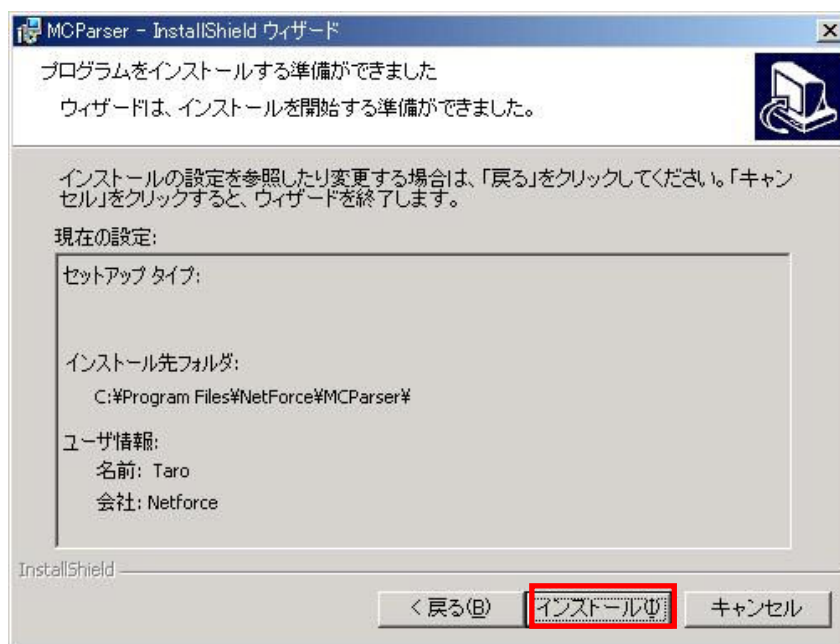 MCParser - InstallShield ウィザード
プログラムをインストールする準備ができました
ウィザードは、インストールを開始する準備ができました。
インストールの設定を参照したり変更する場合は、「戻る」をクリックしてください。「キャン
セル」をクリックすると、ウィザードを終了します。
現在の設定:
セットアップ タイプ:
インストール先フォルダ:
C:¥Program Files¥NetForce¥MCParser¥
ユーザ情報:
名前: Taro
会社: Netforce
InstallShield
< 戻る(B)
インストール(I)
キャンセル